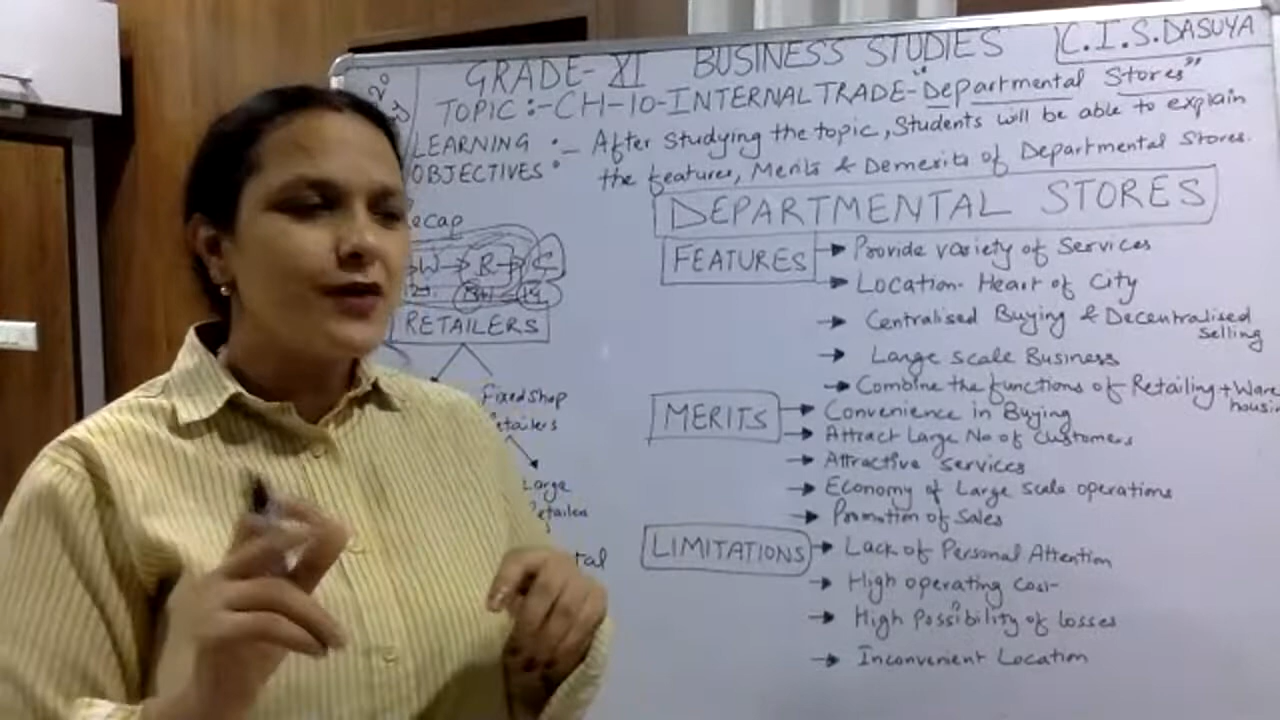 GRADE-XI BUSINESS STUDIES C.I.S. DASUYA
TOPIC:-CH-10-INTERNAL TRADE-"Departmental Stores"
LEARNING OBJECTIVES :- After studying the topic, Students will be able to explain
the features, Merits & Demerits of Departmental Stores.
Recap
W → R → C
RETAILERS
Fixed Shop
Retailers
Large
Retailer
DEPARTMENTAL STORES
FEATURES → Provide variety of Services
→ Location- Heart of City
→ Centralised Buying & Decentralised
Selling
→ Large scale Business
→ Combine the functions of Retailing + Ware
MERITS → Convenience in Buying
→ Attract Large No of customers
→ Attractive services
→ Economy of Large Scale operations
→ Promotion of Sales
LIMITATIONS → Lack of Personal Attention
→ High operating Cost
→ High Possibility of losses
→ Inconvenient Location